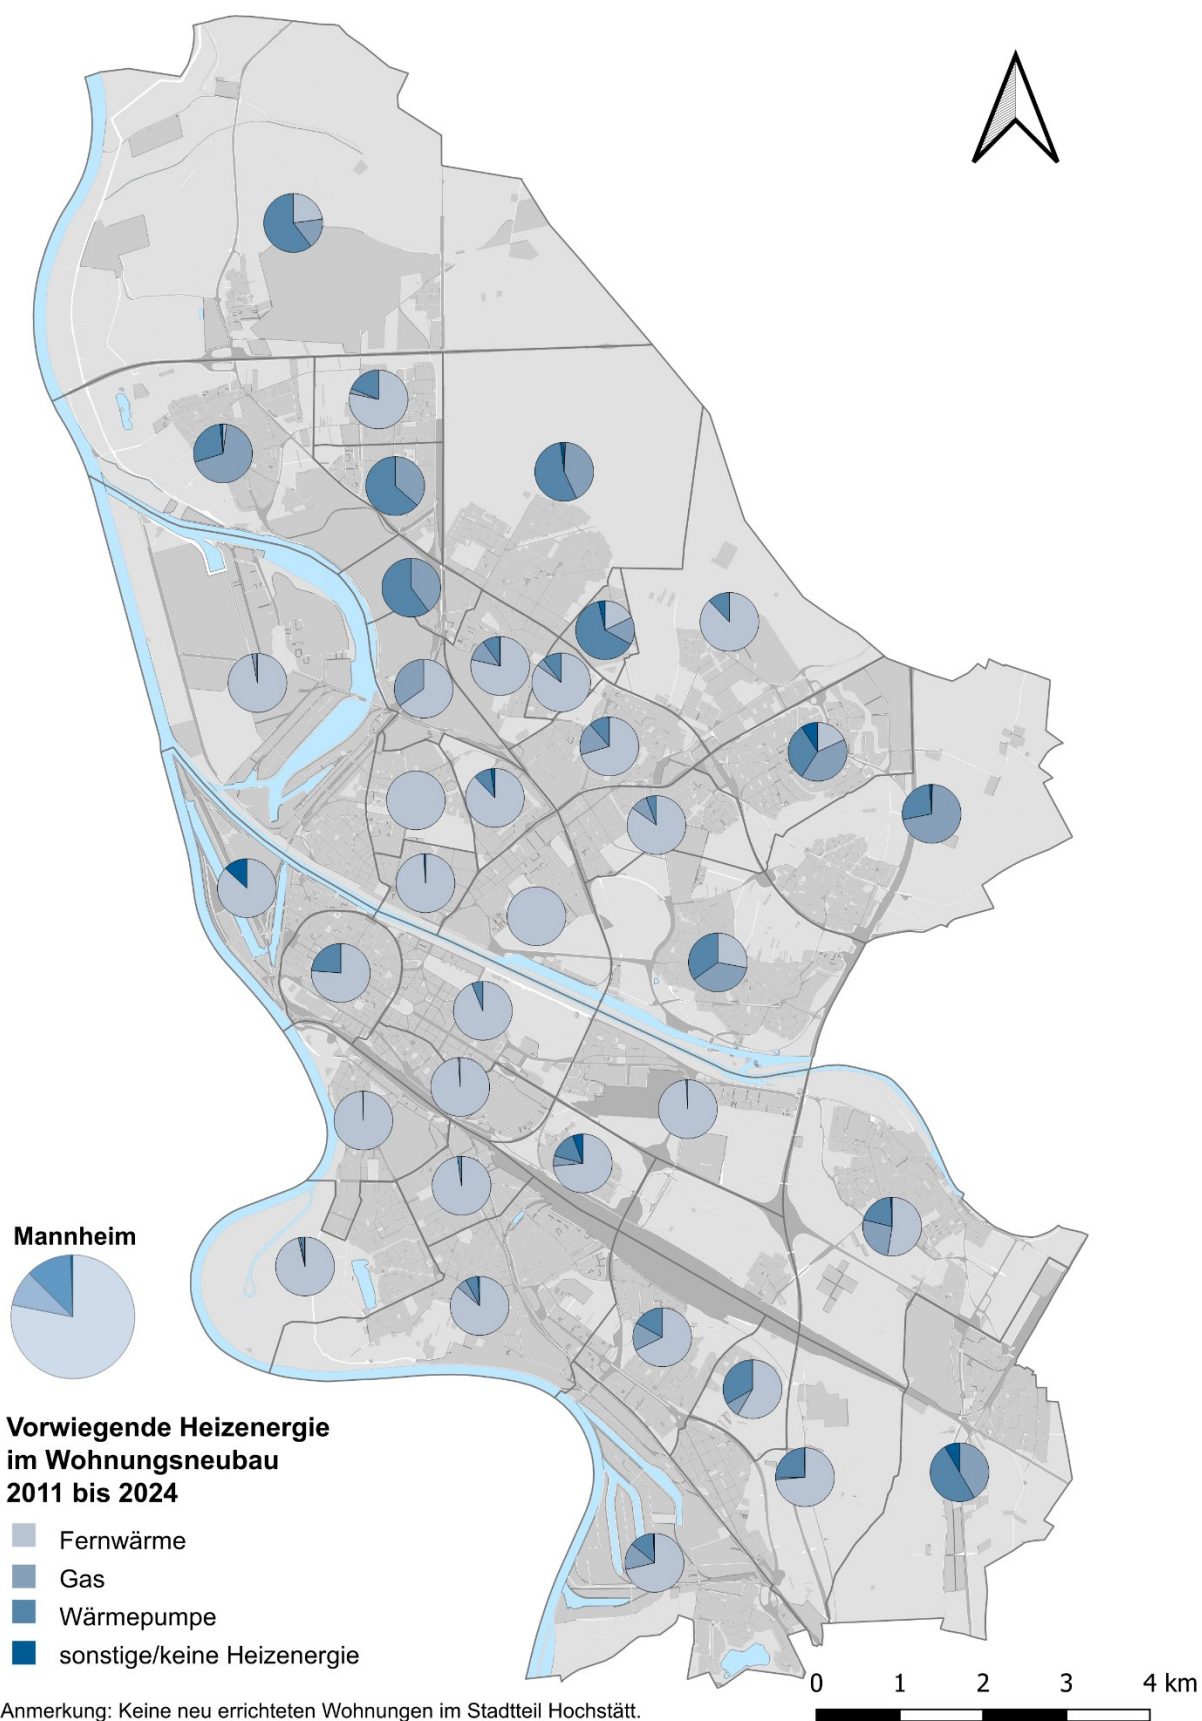 Mannheim
Vorwiegende Heizenergie
im Wohnungsneubau
2011 bis 2024
Fernwärme
Gas
Wärmepumpe
sonstige/keine Heizenergie
0 1 2 3 4 km
Anmerkung: Keine neu errichteten Wohnungen im Stadtteil Hochstätt.